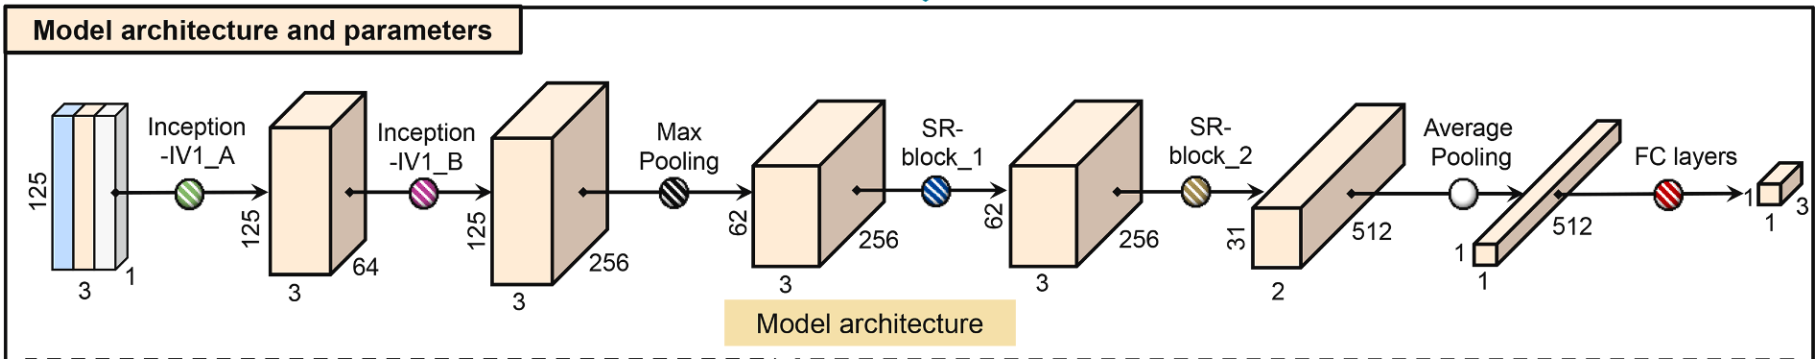 Model architecture and parameters
125
3
1
Inception
-IV1_A
125
3
64
Inception
-IV1_B
125
3
256
Max
Pooling
62
3
256
SR-
block_1
62
3
256
SR-
block_2
31
2
512
Average
Pooling
1
1
512
FC layers
1
1
3
Model architecture